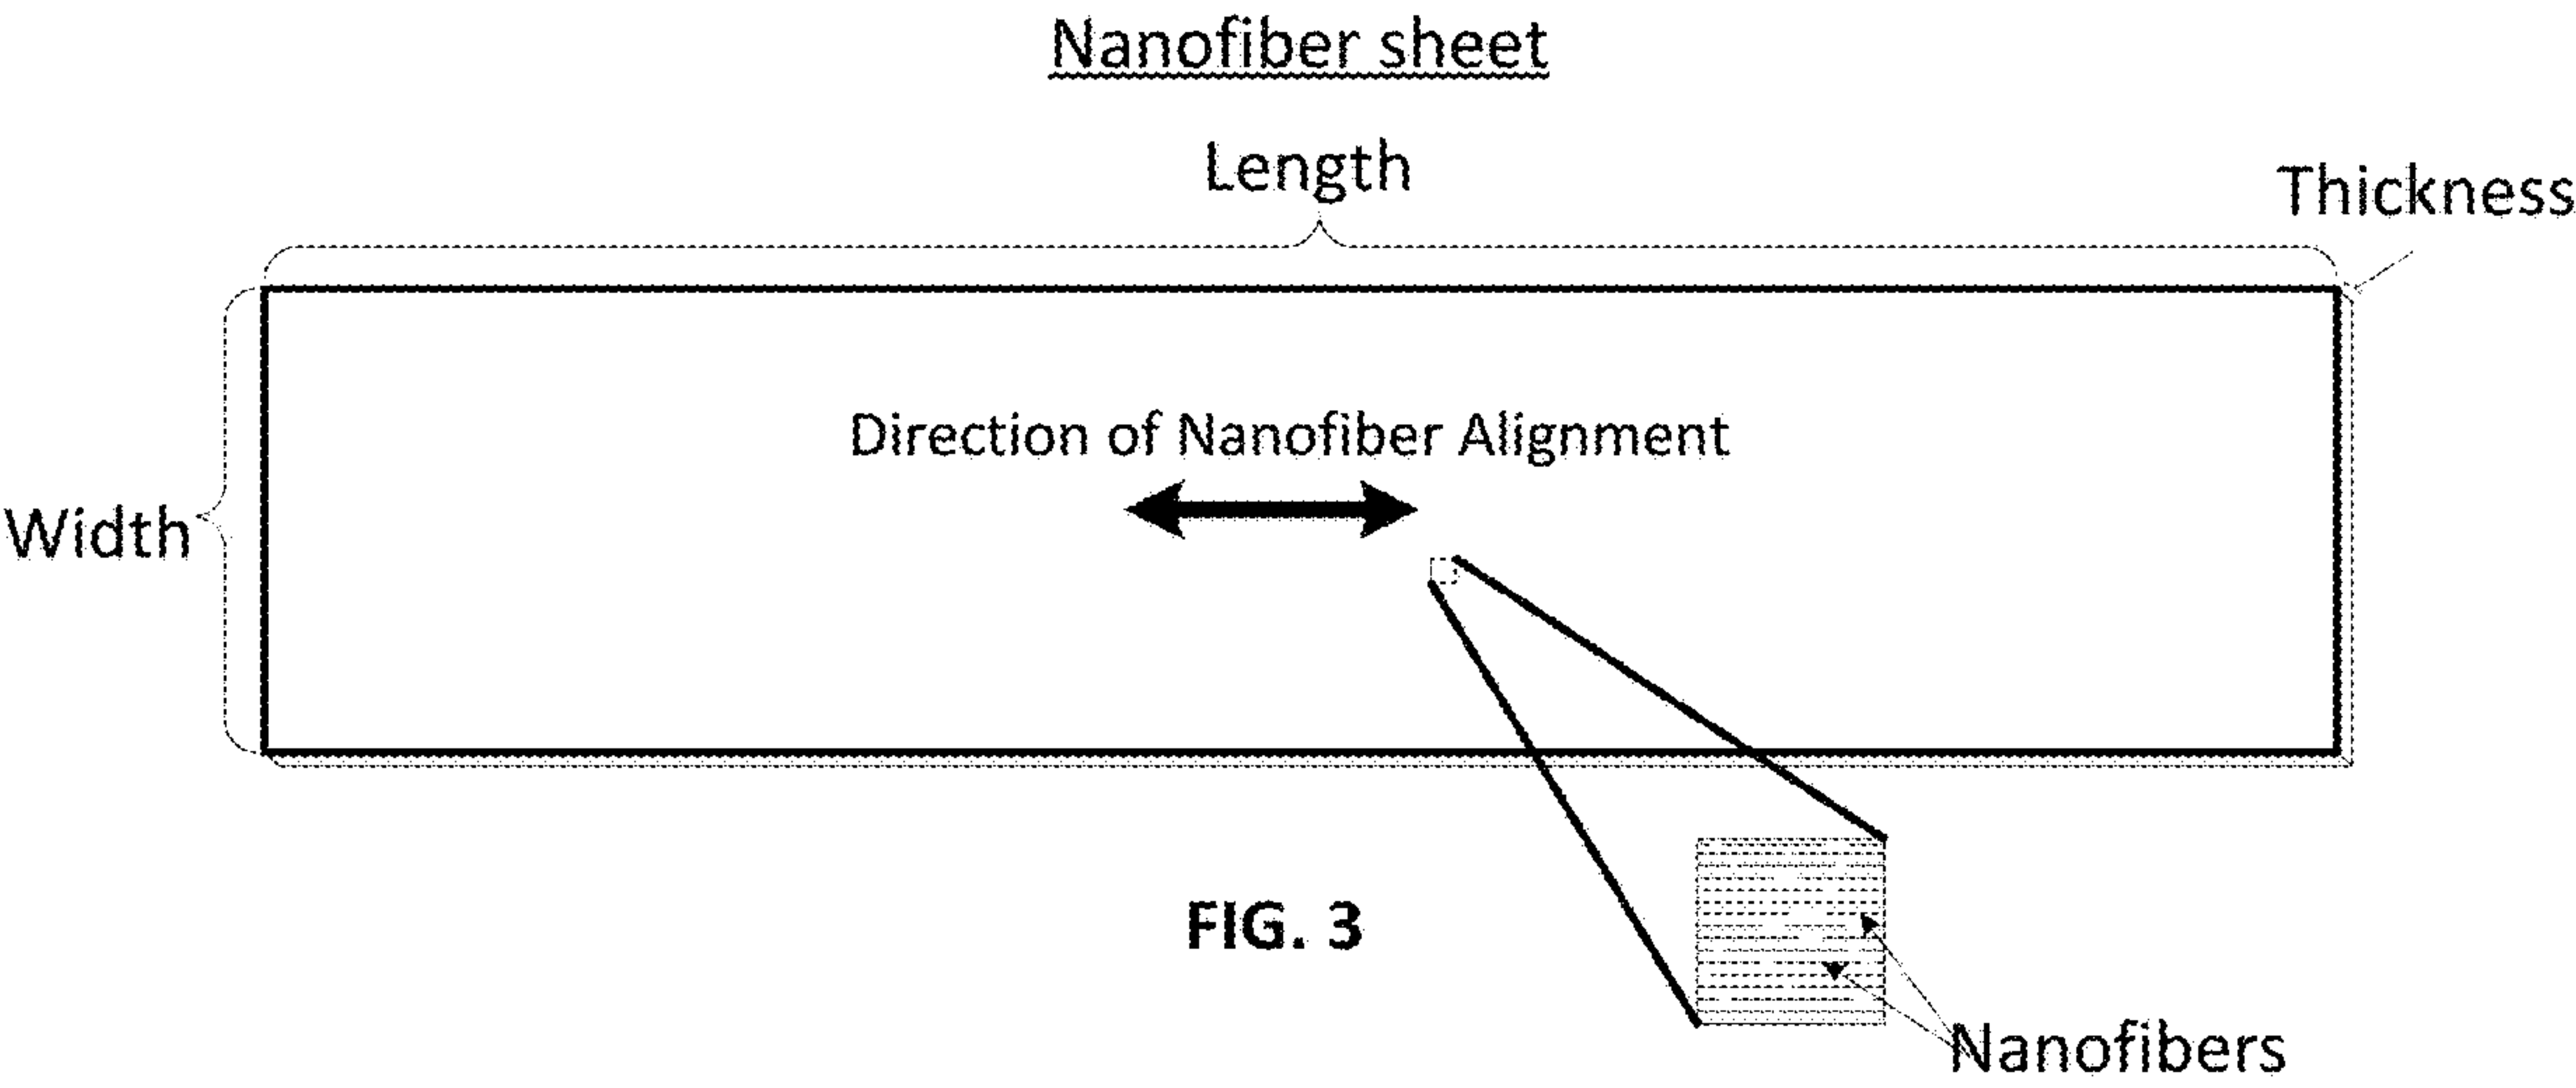 Nanofiber sheet
Length
Thickness
Direction of Nanofiber Alignment
Width
FIG. 3
Nanofibers